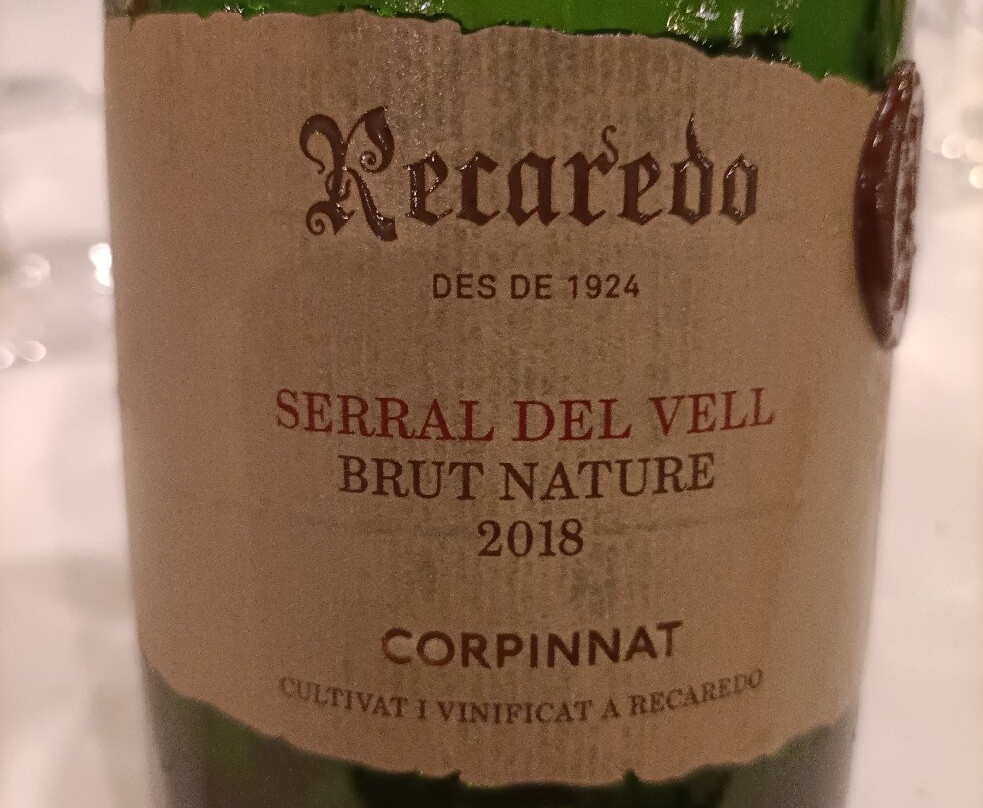 Recaredo
DES DE 1924
SERRAL DEL VELL
BRUT NATURE
2018
CORPINNAT
CULTIVAT I VINIFICAT A RECAREDO